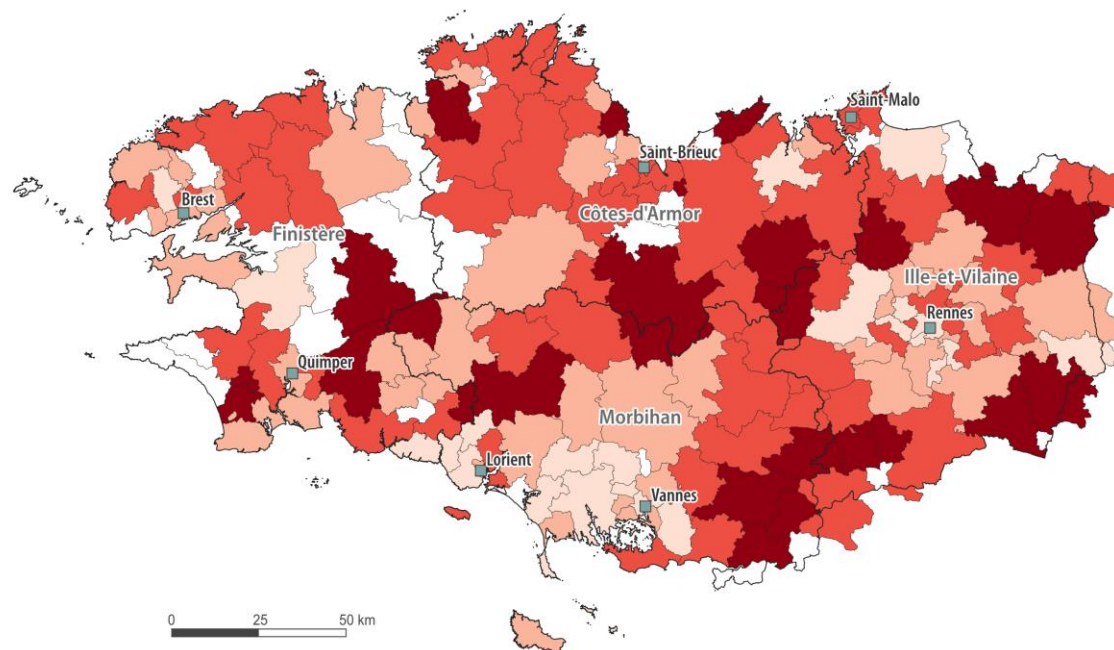 Saint-Malo
Saint-Brieuc
Brest
Côtes-d'Armor
Finistère
Ille-et-Vilaine
Rennes
Quimper
Morbihan
Lorient
Vannes
0 25 50 km